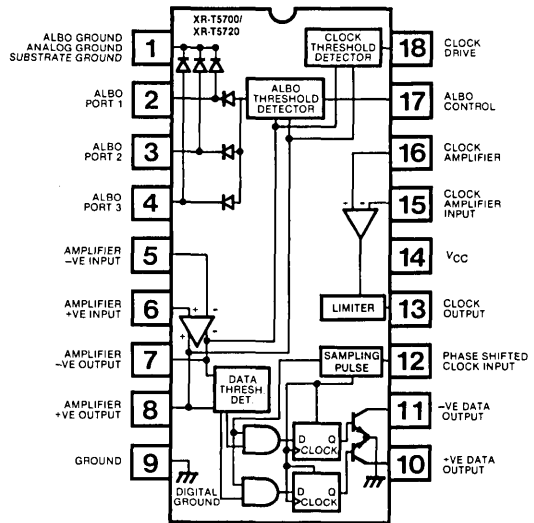 XR-T5700/
XR-T5720
ALBO GROUND
ANALOG GROUND
SUBSTRATE GROUND
1
ALBO
PORT 1
2
ALBO
PORT 2
3
ALBO
PORT 3
4
AMPLIFIER
–VE INPUT
5
AMPLIFIER
+VE INPUT
6
AMPLIFIER
–VE OUTPUT
7
AMPLIFIER
+VE OUTPUT
8
GROUND
9
CLOCK
THRESHOLD
DETECTOR
ALBO
THRESHOLD
DETECTOR
+ -
LIMITER
+ -
+ -
SAMPLING
PULSE
DATA
THRESH.
DET.
D Q
CLOCK
D Q
CLOCK
DIGITAL
GROUND
18
CLOCK
DRIVE
17
ALBO
CONTROL
16
CLOCK
AMPLIFIER
15
CLOCK
AMPLIFIER
INPUT
14
VCC
13
CLOCK
OUTPUT
12
PHASE SHIFTED
CLOCK INPUT
11
–VE DATA
OUTPUT
10
+VE DATA
OUTPUT